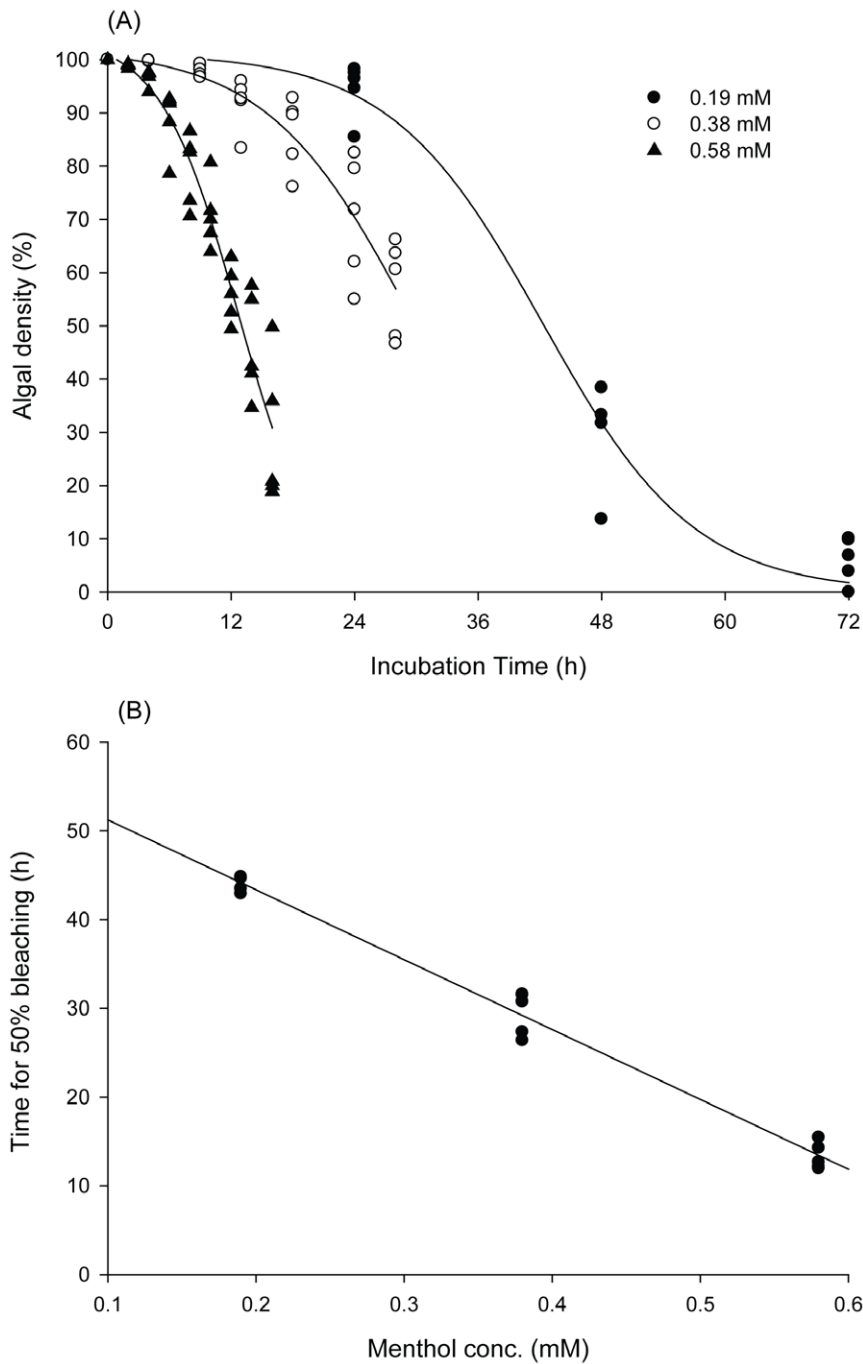 (A)
100
90
80
70
60
50
40
30
20
10
0
Algal density (%)
0 12 24 36 48 60 72
Incubation Time (h)
0.19 mM
0.38 mM
0.58 mM
(B)
60
50
40
30
20
10
0
Time for 50% bleaching (h)
0.1 0.2 0.3 0.4 0.5 0.6
Menthol conc. (mM)